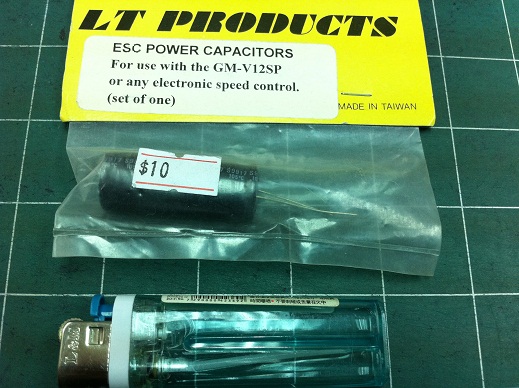 LT PRODUCTS
ESC POWER CAPACITORS
For use with the GM-V12SP
or any electronic speed control.
(set of one)
MADE IN TAIWAN
$10